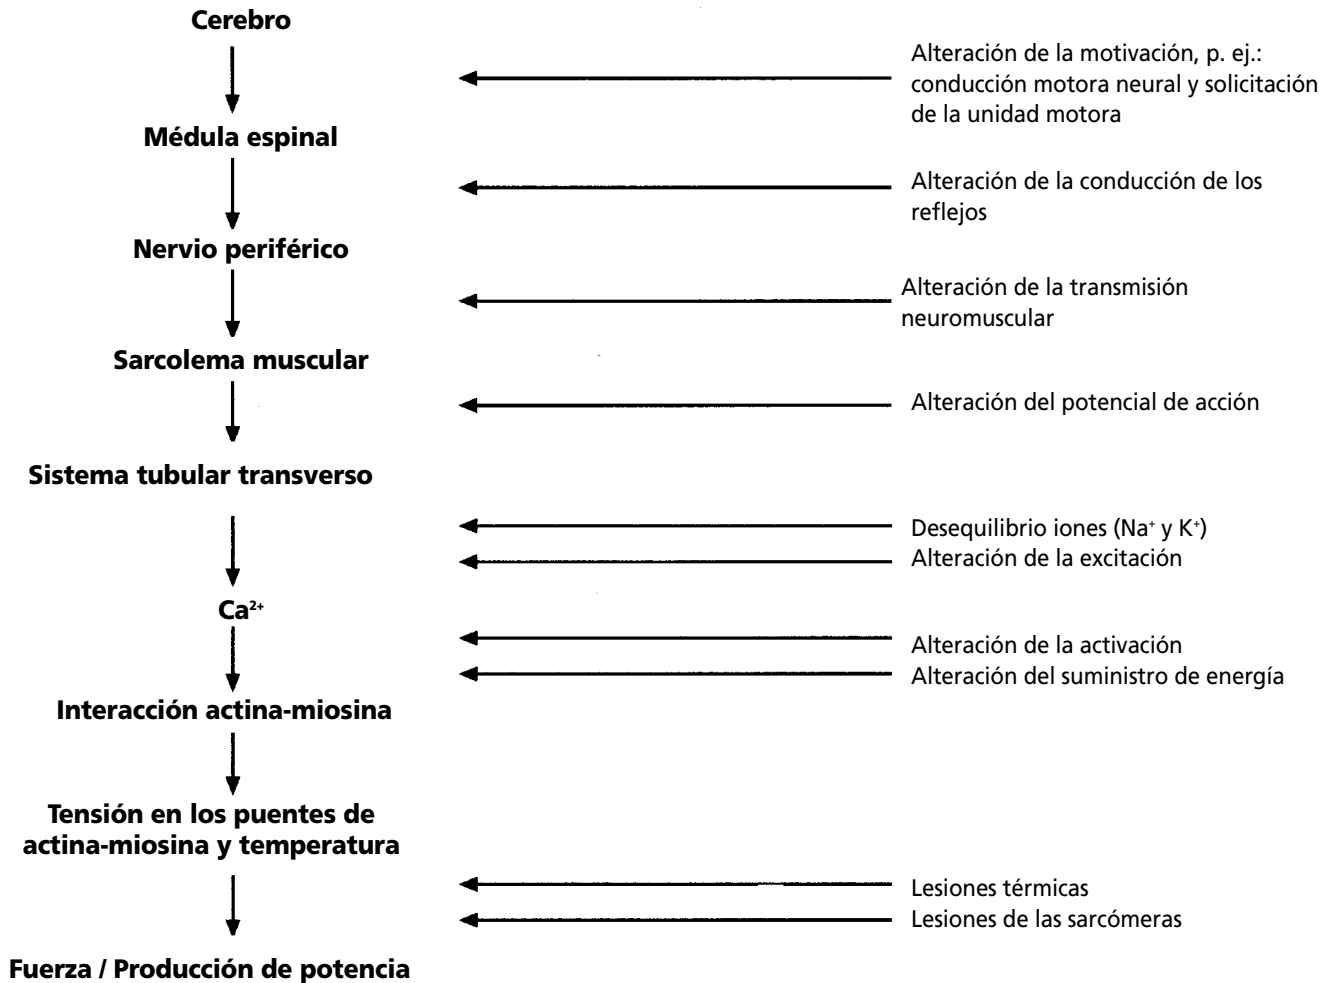 Cerebro
Alteración de la motivación, p. ej.:
conducción motora neural y solicitación
de la unidad motora
Médula espinal
Alteración de la conducción de los
reflejos
Nervio periférico
Alteración de la transmisión
neuromuscular
Sarcolema muscular
Alteración del potencial de acción
Sistema tubular transverso
Desequilibrio iones (Na⁺ y K⁺)
Alteración de la excitación
Ca²⁺
Alteración de la activación
Alteración del suministro de energía
Interacción actina-miosina
Tensión en los puentes de
actina-miosina y temperatura
Lesiones térmicas
Lesiones de las sarcómeras
Fuerza / Producción de potencia